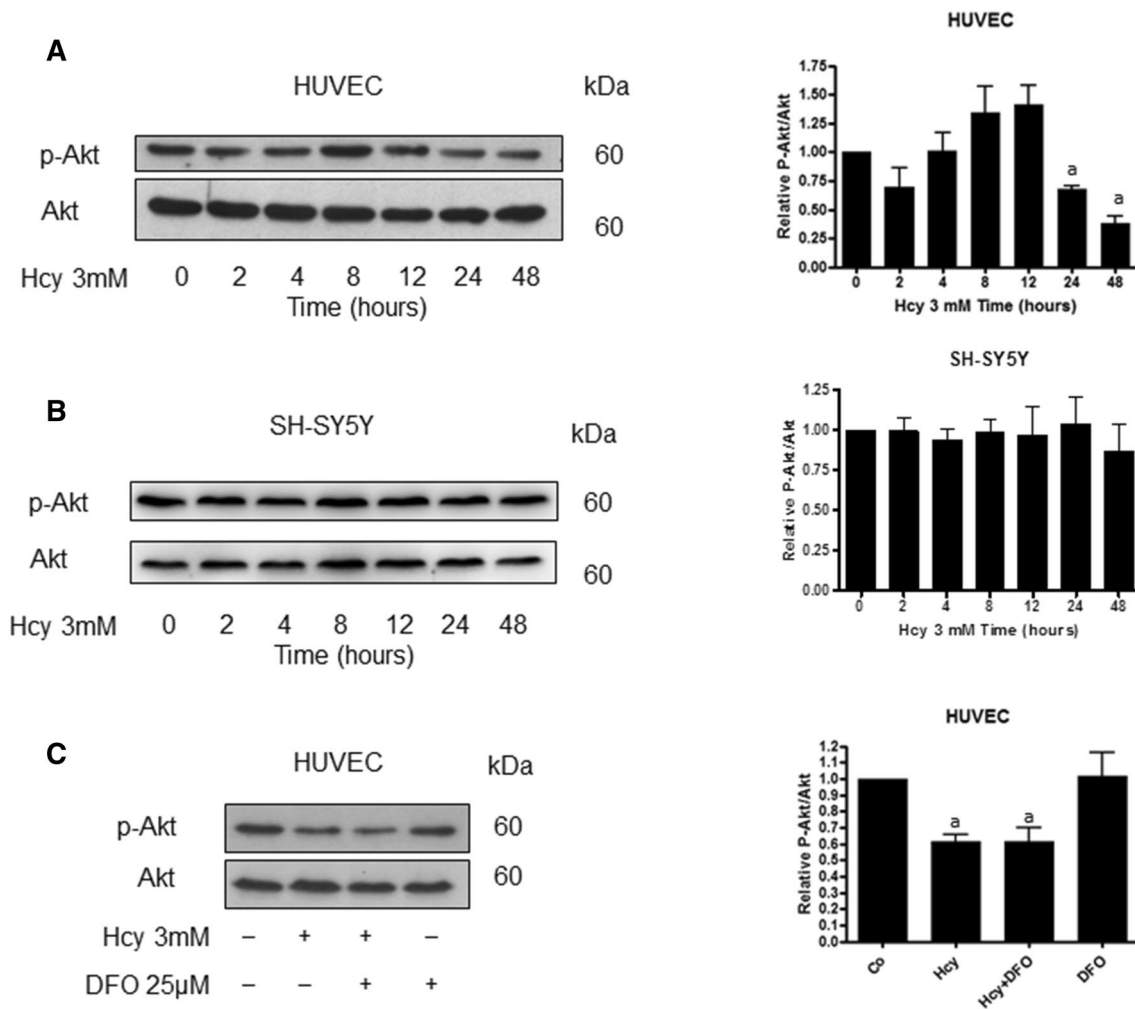 A
HUVEC
kDa
p-Akt
60
Akt
60
Hcy 3mM 0 2 4 8 12 24 48
Time (hours)
HUVEC
Relative P-Akt/Akt
1.75
1.50
1.25
1.00
0.75
0.50
0.25
0.00
a
a
0 2 4 8 12 24 48
Hcy 3 mM Time (hours)
B
SH-SY5Y
kDa
p-Akt
60
Akt
60
Hcy 3mM 0 2 4 8 12 24 48
Time (hours)
SH-SY5Y
Relative P-Akt/Akt
1.25
1.00
0.75
0.50
0.25
0.00
0 2 4 8 12 24 48
Hcy 3 mM Time (hours)
C
HUVEC
kDa
p-Akt
60
Akt
60
Hcy 3mM – + + –
DFO 25µM – – + +
HUVEC
Relative P-Akt/Akt
1.2
1.1
1.0
0.9
0.8
0.7
0.6
0.5
0.4
0.3
0.2
0.1
0.0
a
a
Co Hcy Hcy+DFO DFO